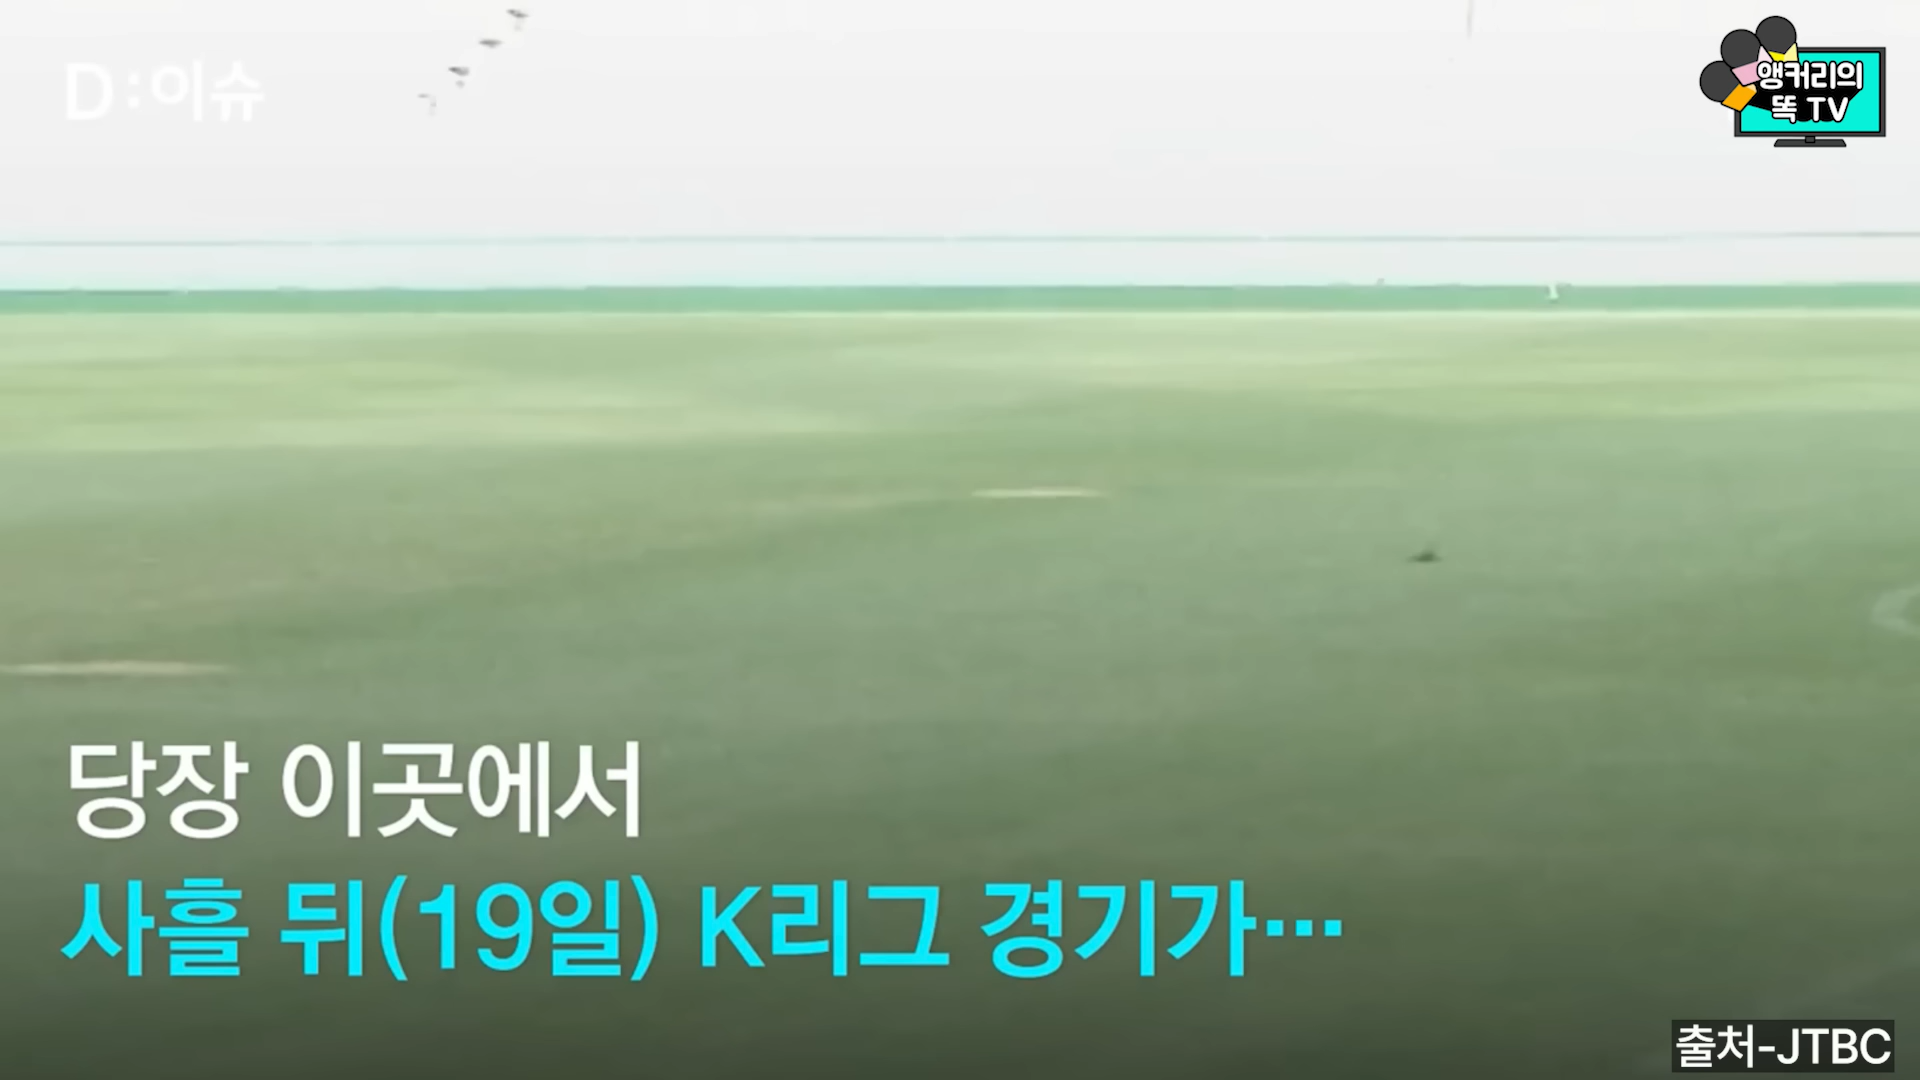 D:이슈
앵커리의
똑 TV
당장 이곳에서
사흘 뒤(19일) K리그 경기가…
출처-JTBC